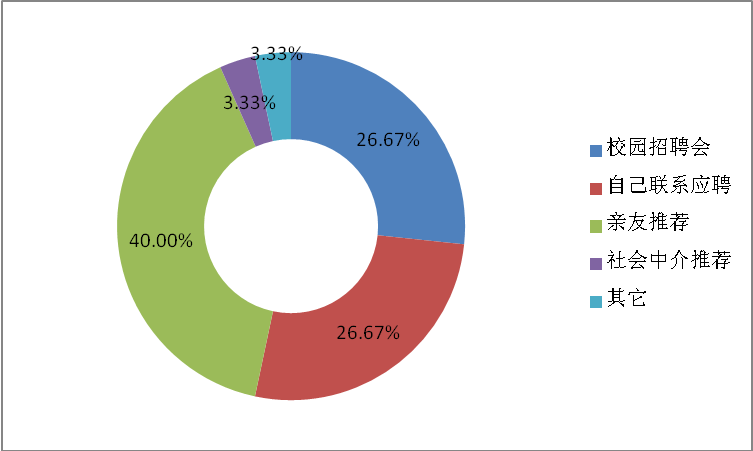 3.33%
3.33%
26.67%
40.00%
26.67%
校园招聘会
自己联系应聘
亲友推荐
社会中介推荐
其它